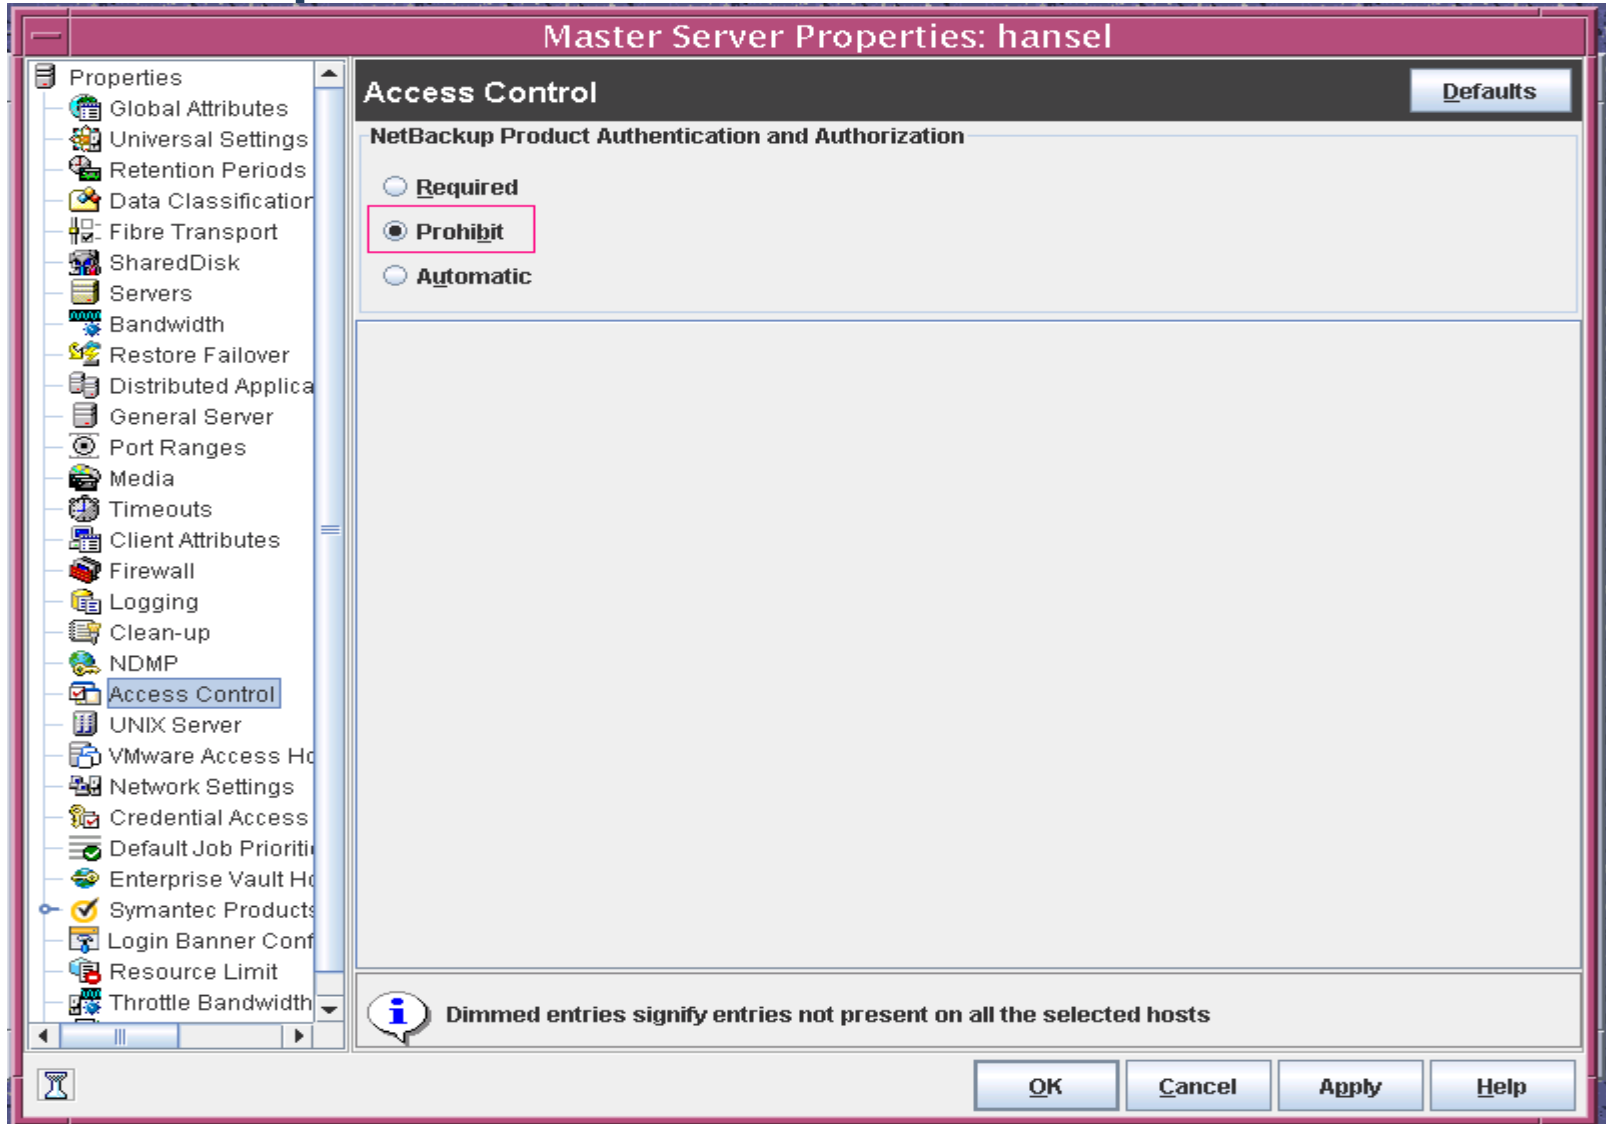 Master Server Properties: hansel
Properties
Global Attributes
Universal Settings
Retention Periods
Data Classification
Fibre Transport
SharedDisk
Servers
Bandwidth
Restore Failover
Distributed Applica
General Server
Port Ranges
Media
Timeouts
Client Attributes
Firewall
Logging
Clean-up
NDMP
Access Control
UNIX Server
VMware Access Ho
Network Settings
Credential Access
Default Job Prioriti
Enterprise Vault Ho
Symantec Products
Login Banner Conf
Resource Limit
Throttle Bandwidth
Access Control
Defaults
NetBackup Product Authentication and Authorization
Required
Prohibit
Automatic
Dimmed entries signify entries not present on all the selected hosts
OK
Cancel
Apply
Help